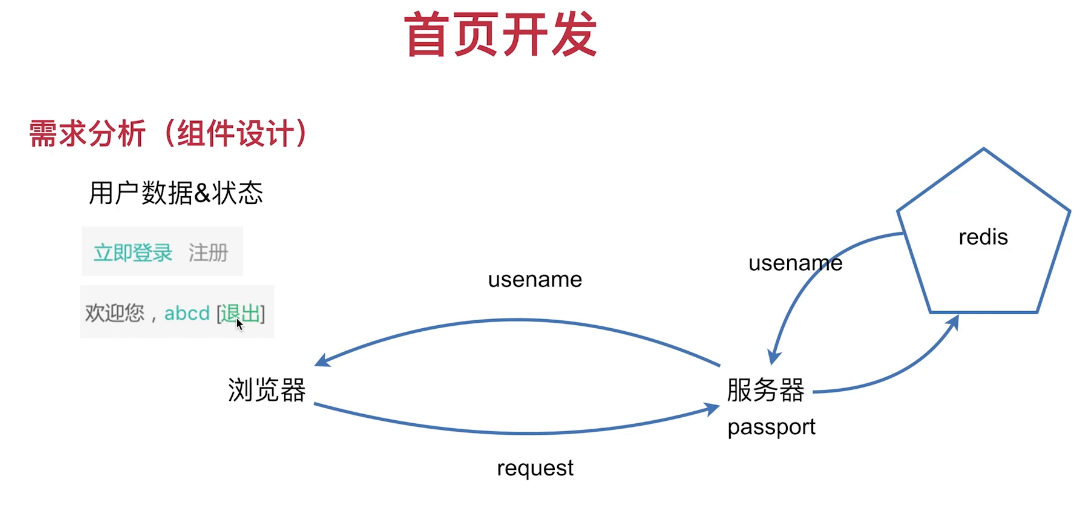 首页开发
需求分析（组件设计）
用户数据&状态
立即登录 注册
欢迎您，abcd [退出]
redis
usename
usename
浏览器
服务器
passport
request